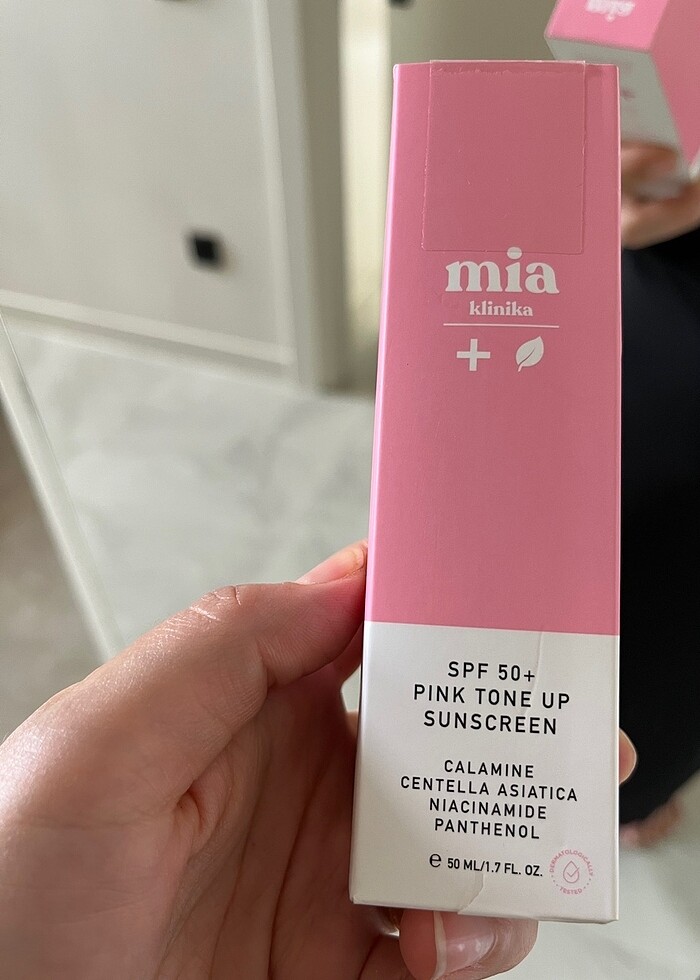 mia
klinika
SPF 50+
PINK TONE UP
SUNSCREEN
CALAMINE
CENTELLA ASIATICA
NIACINAMIDE
PANTHENOL
e 50 ML/1.7 FL. OZ.
DERMATOLOGICALLY
TESTED
mia